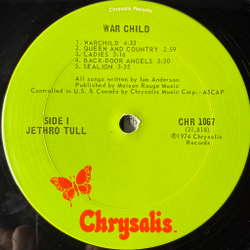 Chrysalis Records
WAR CHILD
1. WARCHILD 4:33
2. QUEEN AND COUNTRY 2:59
3. LADIES 3:16
4. BACK-DOOR ANGELS 5:30
5. SEALION 3:35
All songs written by Ian Anderson
Published by Maison Rouge Music
Controlled in U.S. & Canada by Chrysalis Music Corp. - ASCAP
SIDE I
JETHRO TULL
CHR 1067
(31,818)
℗1974 Chrysalis
Records
Chrysalis